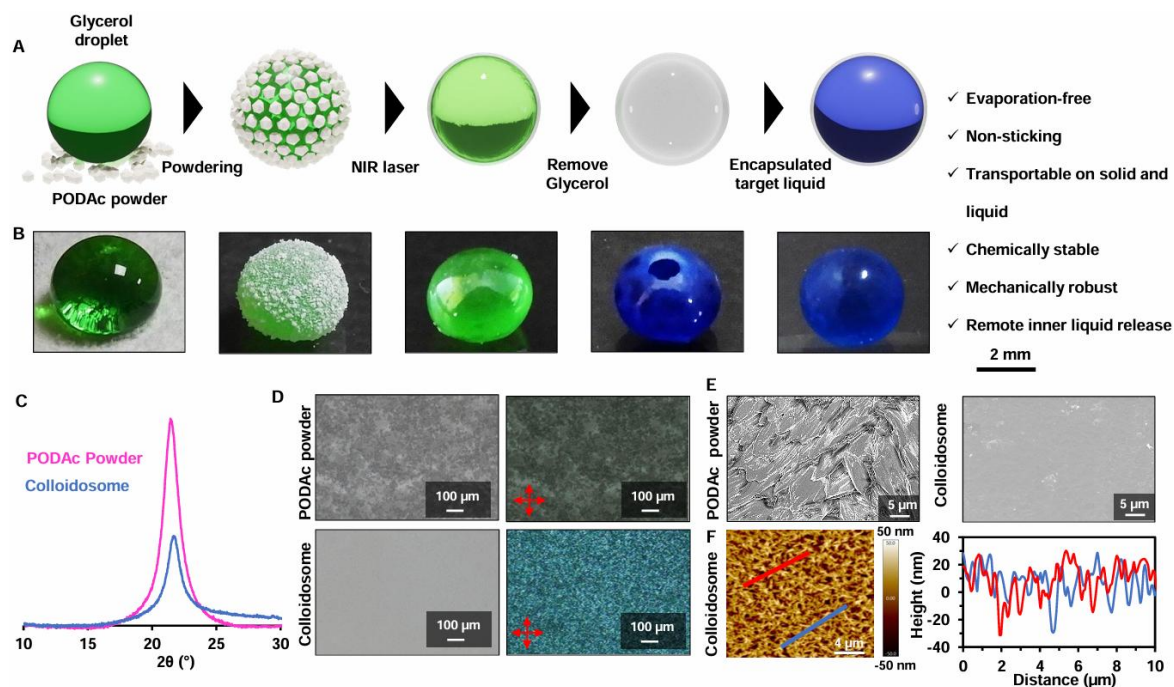 A
Glycerol
droplet
PODAc powder
Powdering
NIR laser
Remove
Glycerol
Encapsulated
target liquid
✓ Evaporation-free
✓ Non-sticking
✓ Transportable on solid and
liquid
✓ Chemically stable
✓ Mechanically robust
✓ Remote inner liquid release
B
2 mm
C
PODAc Powder
Colloidosome
10
15
20
25
30
2θ (°)
D
PODAc powder
100 µm
100 µm
Colloidosome
100 µm
100 µm
E
PODAc powder
5 µm
Colloidosome
5 µm
F
Colloidosome
4 µm
50 nm
-50 nm
Height (nm)
40
20
0
-20
-40
0
2
4
6
8
10
Distance (µm)